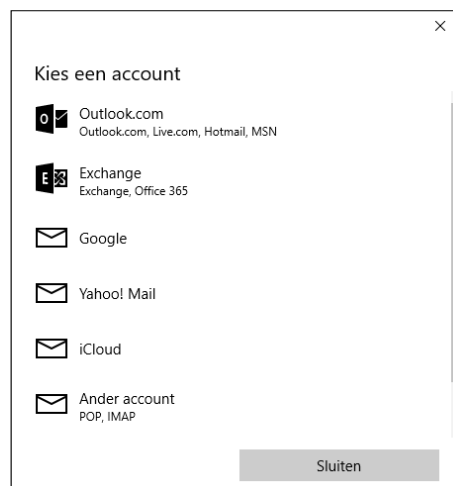 Kies een account
Outlook.com
Outlook.com, Live.com, Hotmail, MSN
Exchange
Exchange, Office 365
Google
Yahoo! Mail
iCloud
Ander account
POP, IMAP
Sluiten